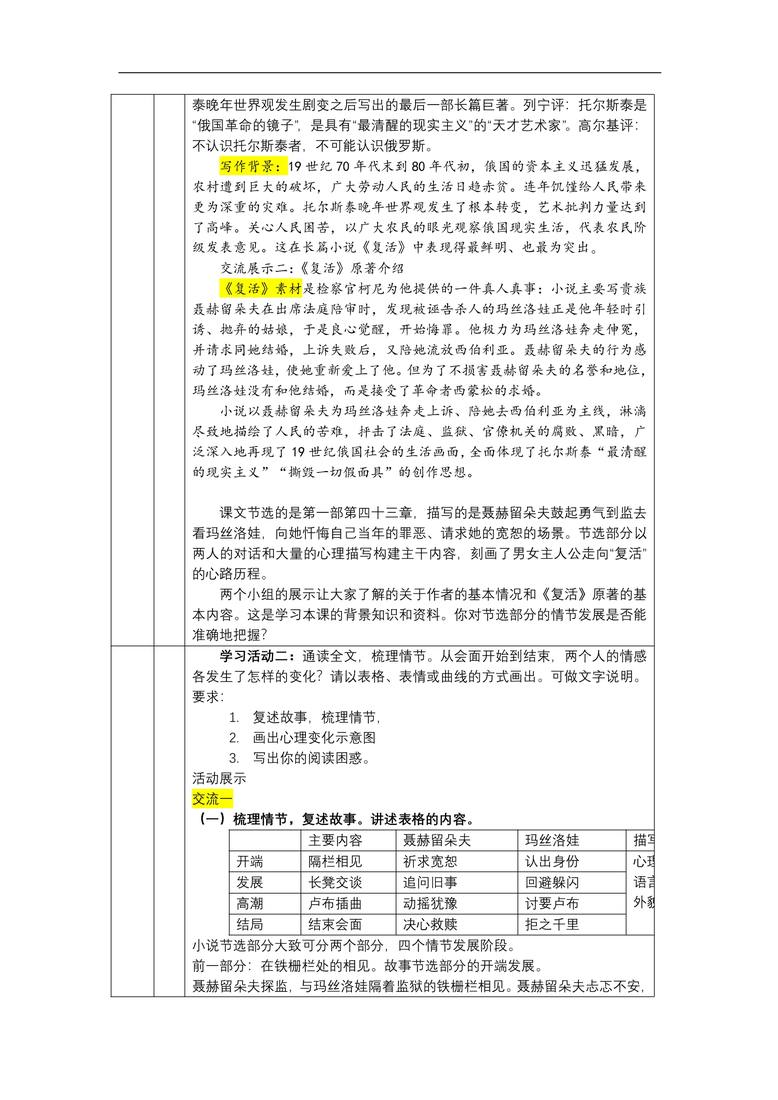 泰晚年世界观发生剧变之后写出的最后一部长篇巨著。列宁评：托尔斯泰是
“俄国革命的镜子”，是具有“最清醒的现实主义”的“天才艺术家”。高尔基评：
不认识托尔斯泰者，不可能认识俄罗斯。
写作背景：19世纪70年代末到80年代初，俄国的资本主义迅猛发展，
农村遭到巨大的破坏，广大劳动人民的生活日趋赤贫。连年饥馑给人民带来
更为深重的灾难。托尔斯泰晚年世界观发生了根本转变，艺术批判力量达到
了高峰。关心人民困苦，以广大农民的眼光观察俄国现实生活，代表农民阶
级发表意见。这在长篇小说《复活》中表现得最鲜明、也最为突出。
交流展示二：《复活》原著介绍
《复活》素材是检察官柯尼为他提供的一件真人真事：小说主要写贵族
聂赫留朵夫在出席法庭陪审时，发现被诬告杀人的玛丝洛娃正是他年轻时引
诱、抛弃的姑娘，于是良心觉醒，开始悔罪。他极力为玛丝洛娃奔走伸冤，
并请求同她结婚，上诉失败后，又陪她流放西伯利亚。聂赫留朵夫的行为感
动了玛丝洛娃，使她重新爱上了他。但为了不损害聂赫留朵夫的名誉和地位，
玛丝洛娃没有和他结婚，而是接受了革命者西蒙松的求婚。
小说以聂赫留朵夫为玛丝洛娃奔走上诉、陪她去西伯利亚为主线，淋漓
尽致地描绘了人民的苦难，抨击了法庭、监狱、官僚机关的腐败、黑暗，广
泛深入地再现了19世纪俄国社会的生活画面，全面体现了托尔斯泰“最清醒
的现实主义”“撕毁一切假面具”的创作思想。
课文节选的是第一部第四十三章，描写的是聂赫留朵夫鼓起勇气到监去
看玛丝洛娃，向她忏悔自己当年的罪恶、请求她的宽恕的场景。节选部分以
两人的对话和大量的心理描写构建主干内容，刻画了男女主人公走向“复活”
的心路历程。
两个小组的展示让大家了解的关于作者的基本情况和《复活》原著的基
本内容。这是学习本课的背景知识和资料。你对节选部分的情节发展是否能
准确地把握？
学习活动二：通读全文，梳理情节。从会面开始到结束，两个人的情感
各发生了怎样的变化？请以表格、表情或曲线的方式画出。可做文字说明。
要求：
1. 复述故事，梳理情节，
2. 画出心理变化示意图
3. 写出你的阅读困惑。
活动展示
交流一
（一）梳理情节，复述故事。讲述表格的内容。
主要内容 聂赫留朵夫 玛丝洛娃 描写
开端 隔栏相见 祈求宽恕 认出身份 心理
发展 长凳交谈 追问旧事 回避躲闪 语言
高潮 卢布插曲 动摇犹豫 讨要卢布 外貌
结局 结束会面 决心救赎 拒之千里
小说节选部分大致可分两个部分，四个情节发展阶段。
前一部分：在铁栅栏处的相见。故事节选部分的开端发展。
聂赫留朵夫探监，与玛丝洛娃隔着监狱的铁栅栏相见。聂赫留朵夫忐忑不安，